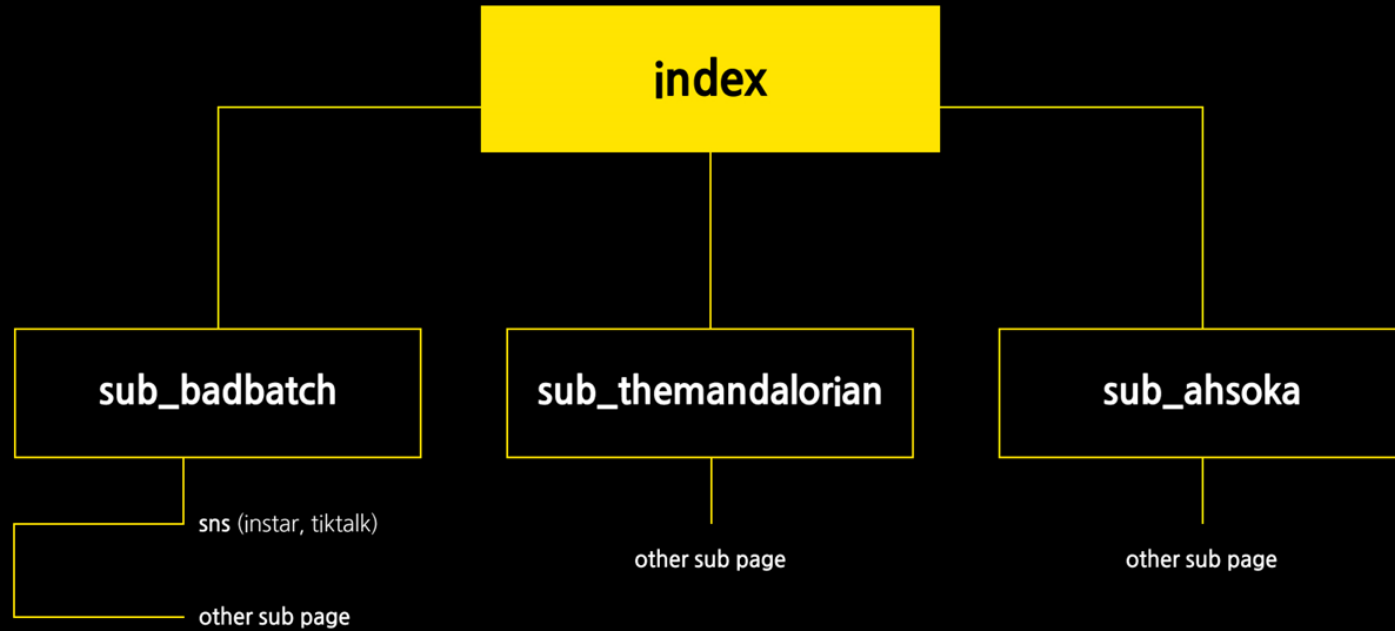 index
sub_badbatch
sub_themandalorian
sub_ahsoka
sns (instar, tiktalk)
other sub page
other sub page
other sub page